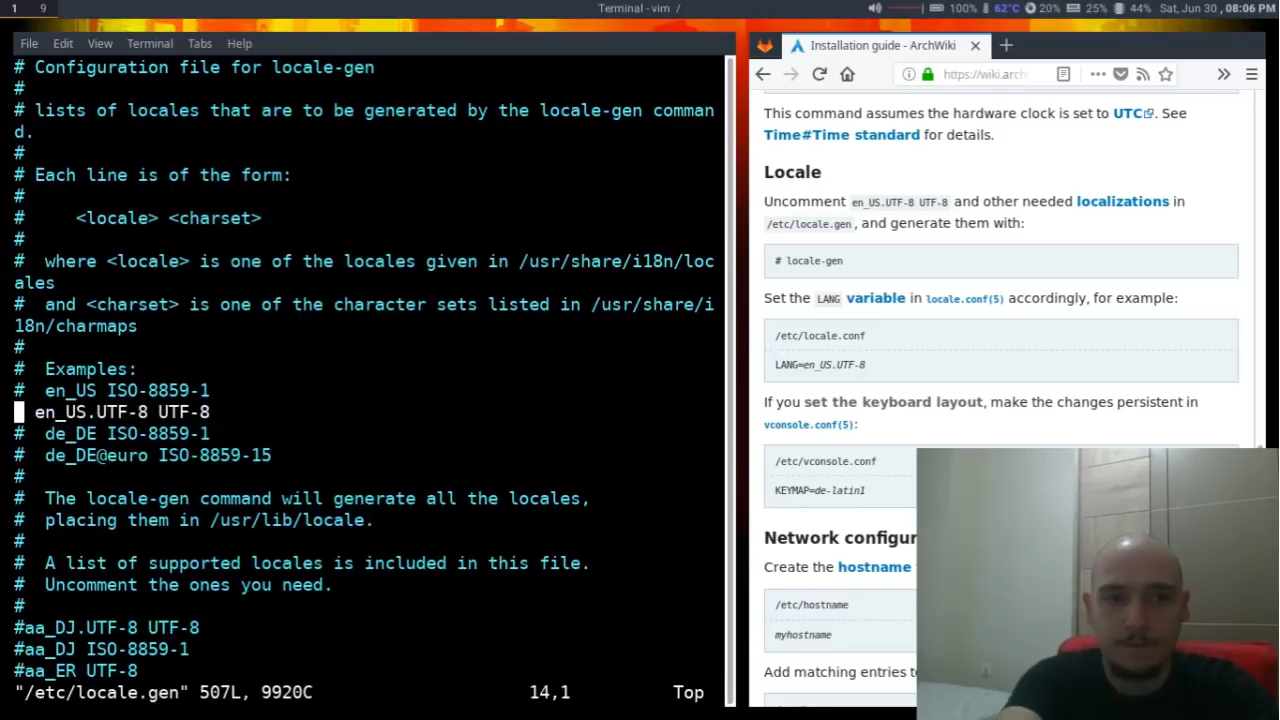 1 9 Terminal - vim / 100% 62°C 20% 25% 44% Sat, Jun 30 , 08:06 PM
File Edit View Terminal Tabs Help
# Configuration file for locale-gen
#
# lists of locales that are to be generated by the locale-gen comman
d.
#
# Each line is of the form:
#
# <locale> <charset>
#
# where <locale> is one of the locales given in /usr/share/i18n/loc
ales
# and <charset> is one of the character sets listed in /usr/share/i
18n/charmaps
#
# Examples:
# en_US ISO-8859-1
en_US.UTF-8 UTF-8
# de_DE ISO-8859-1
# de_DE@euro ISO-8859-15
#
# The locale-gen command will generate all the locales,
# placing them in /usr/lib/locale.
#
# A list of supported locales is included in this file.
# Uncomment the ones you need.
#
#aa_DJ.UTF-8 UTF-8
#aa_DJ ISO-8859-1
#aa_ER UTF-8
"/etc/locale.gen" 507L, 9920C 14,1 Top
Installation guide - ArchWiki
https://wiki.arch
This command assumes the hardware clock is set to UTC. See
Time#Time standard for details.
Locale
Uncomment en_US.UTF-8 UTF-8 and other needed localizations in
/etc/locale.gen, and generate them with:
# locale-gen
Set the LANG variable in locale.conf(5) accordingly, for example:
/etc/locale.conf
LANG=en_US.UTF-8
If you set the keyboard layout, make the changes persistent in
vconsole.conf(5):
/etc/vconsole.conf
KEYMAP=de-latin1
Network configur
Create the hostname
/etc/hostname
myhostname
Add matching entries to